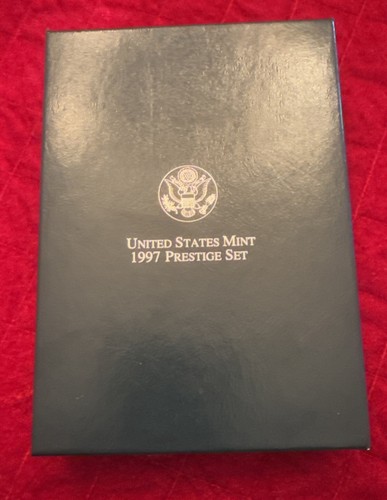 UNITED STATES MINT
1997 PRESTIGE SET